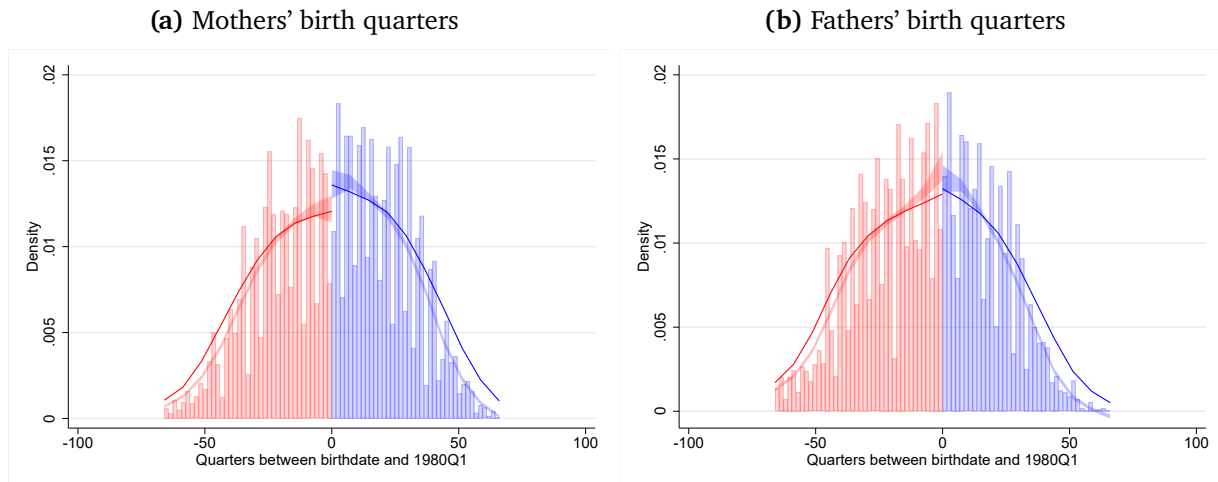 (a) Mothers’ birth quarters
.02
.015
.01
.005
0
Density
-100 -50 0 50 100
Quarters between birthdate and 1980Q1
(b) Fathers’ birth quarters
.02
.015
.01
.005
0
Density
-100 -50 0 50 100
Quarters between birthdate and 1980Q1